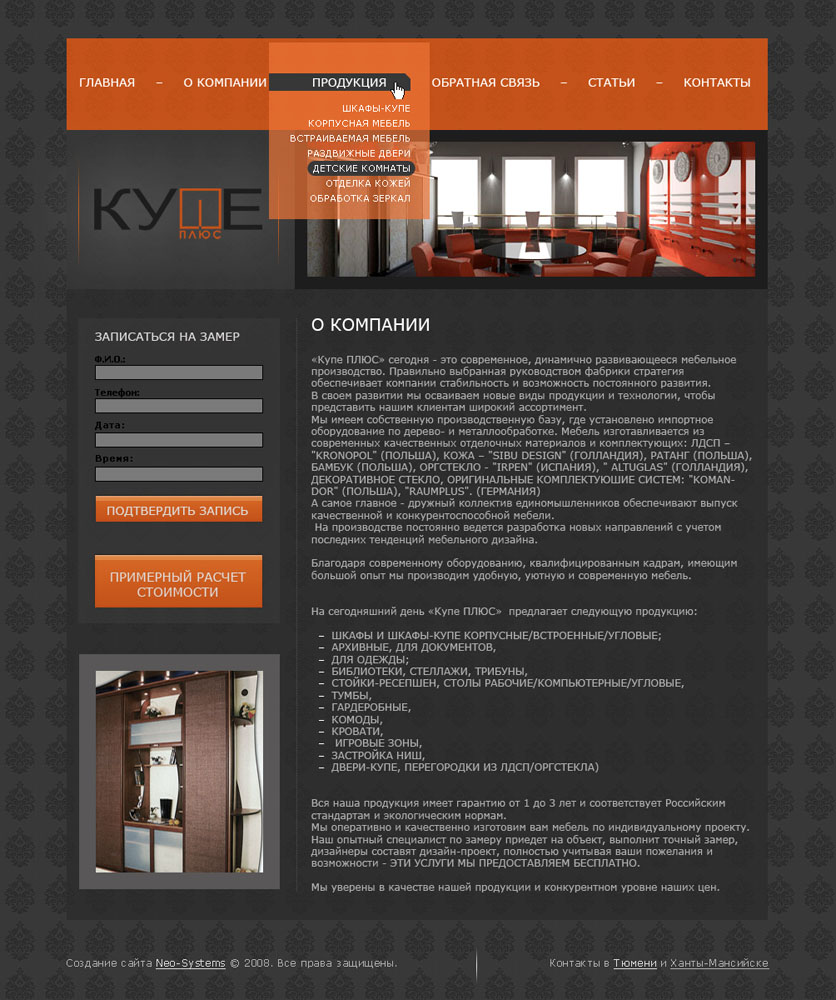 ГЛАВНАЯ – О КОМПАНИИ ПРОДУКЦИЯ ОБРАТНАЯ СВЯЗЬ – СТАТЬИ – КОНТАКТЫ
ШКАФЫ-КУПЕ
КОРПУСНАЯ МЕБЕЛЬ
ВСТРАИВАЕМАЯ МЕБЕЛЬ
РАЗДВИЖНЫЕ ДВЕРИ
ДЕТСКИЕ КОМНАТЫ
ОТДЕЛКА КОЖЕЙ
ОБРАБОТКА ЗЕРКАЛ
КУПЕ
ПЛЮС
ЗАПИСАТЬСЯ НА ЗАМЕР
Ф.И.О.:
Телефон:
Дата:
Время:
ПОДТВЕРДИТЬ ЗАПИСЬ
ПРИМЕРНЫЙ РАСЧЕТ
СТОИМОСТИ
О КОМПАНИИ
«Купе ПЛЮС» сегодня - это современное, динамично развивающееся мебельное
производство. Правильно выбранная руководством фабрики стратегия
обеспечивает компании стабильность и возможность постоянного развития.
В своем развитии мы осваиваем новые виды продукции и технологии, чтобы
представить нашим клиентам широкий ассортимент.
Мы имеем собственную производственную базу, где установлено импортное
оборудование по дерево- и металлообработке. Мебель изготавливается из
современных качественных отделочных материалов и комплектующих: ЛДСП –
"KRONOPOL" (ПОЛЬША), КОЖА – "SIBU DESIGN" (ГОЛЛАНДИЯ), РАТАНГ (ПОЛЬША),
БАМБУК (ПОЛЬША), ОРГСТЕКЛО - "IRPEN" (ИСПАНИЯ), " ALTUGLAS" (ГОЛЛАНДИЯ),
ДЕКОРАТИВНОЕ СТЕКЛО, ОРИГИНАЛЬНЫЕ КОМПЛЕКТУЮШИЕ СИСТЕМ: "KOMAN-
DOR" (ПОЛЬША), "RAUMPLUS". (ГЕРМАНИЯ)
А самое главное - дружный коллектив единомышленников обеспечивают выпуск
качественной и конкурентоспособной мебели.
На производстве постоянно ведется разработка новых направлений с учетом
последних тенденций мебельного дизайна.
Благодаря современному оборудованию, квалифицированным кадрам, имеющим
большой опыт мы производим удобную, уютную и современную мебель.
На сегодняшний день «Купе ПЛЮС» предлагает следующую продукцию:
– ШКАФЫ И ШКАФЫ-КУПЕ КОРПУСНЫЕ/ВСТРОЕННЫЕ/УГЛОВЫЕ;
– АРХИВНЫЕ, ДЛЯ ДОКУМЕНТОВ,
– ДЛЯ ОДЕЖДЫ;
– БИБЛИОТЕКИ, СТЕЛЛАЖИ, ТРИБУНЫ,
– СТОЙКИ-РЕСЕПШЕН, СТОЛЫ РАБОЧИЕ/КОМПЬЮТЕРНЫЕ/УГЛОВЫЕ,
– ТУМБЫ,
– ГАРДЕРОБНЫЕ,
– КОМОДЫ,
– КРОВАТИ,
– ИГРОВЫЕ ЗОНЫ,
– ЗАСТРОЙКА НИШ,
– ДВЕРИ-КУПЕ, ПЕРЕГОРОДКИ ИЗ ЛДСП/ОРГСТЕКЛА)
Вся наша продукция имеет гарантию от 1 до 3 лет и соответствует Российским
стандартам и экологическим нормам.
Мы оперативно и качественно изготовим вам мебель по индивидуальному проекту.
Наш опытный специалист по замеру приедет на объект, выполнит точный замер,
дизайнеры составят дизайн-проект, полностью учитывая ваши пожелания и
возможности - ЭТИ УСЛУГИ МЫ ПРЕДОСТАВЛЯЕМ БЕСПЛАТНО.
Мы уверены в качестве нашей продукции и конкурентном уровне наших цен.
Создание сайта Neo-Systems © 2008. Все права защищены.
Контакты в Тюмени и Ханты-Мансийске